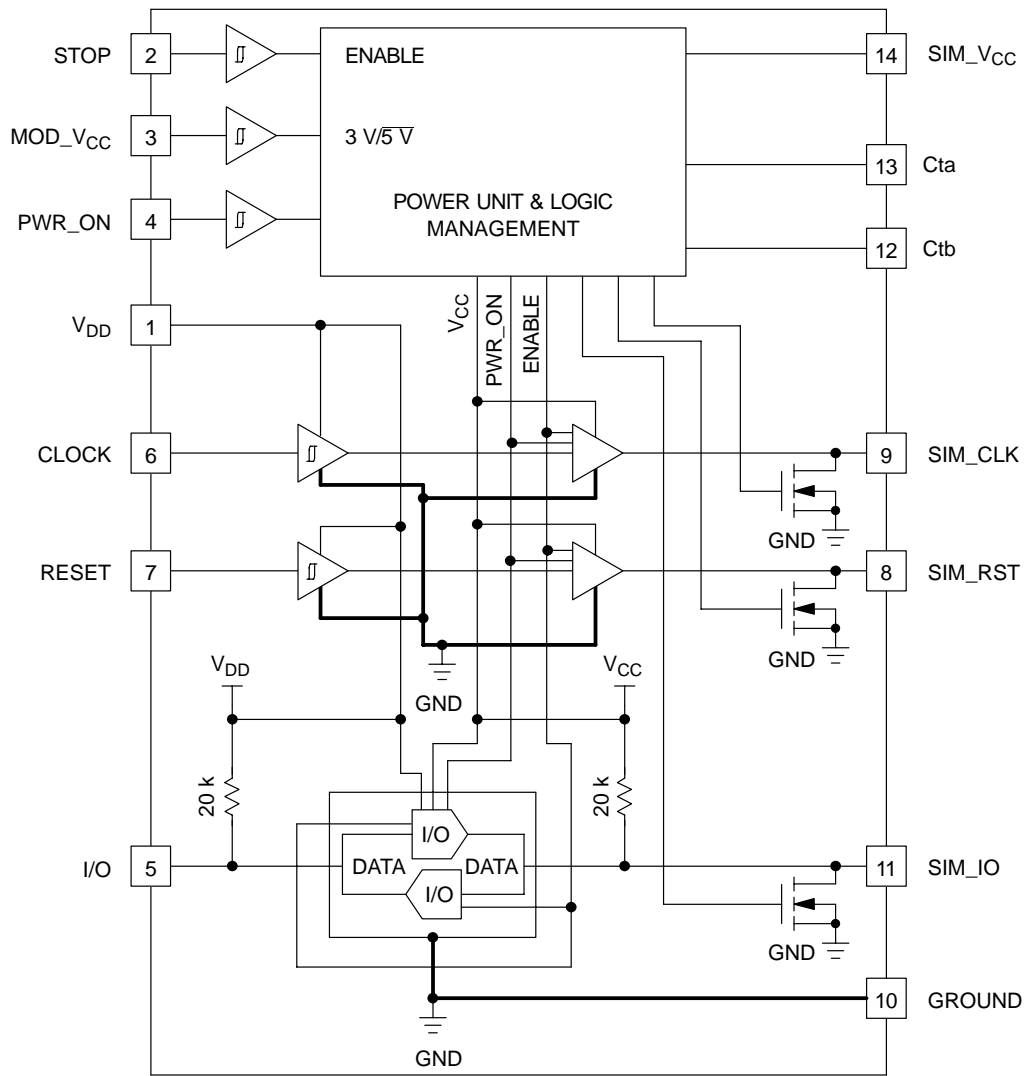 STOP 2 ENABLE 14 SIM_VCC
MOD_VCC 3 3 V/5 V
13 Cta
PWR_ON 4 POWER UNIT & LOGIC
MANAGEMENT
12 Ctb
VDD 1
VCC
PWR_ON
ENABLE
CLOCK 6 9 SIM_CLK
GND
RESET 7 8 SIM_RST
GND
VDD
VCC
GND
20 k
20 k
I/O
I/O 5 DATA DATA 11 SIM_IO
I/O
GND
10 GROUND
GND